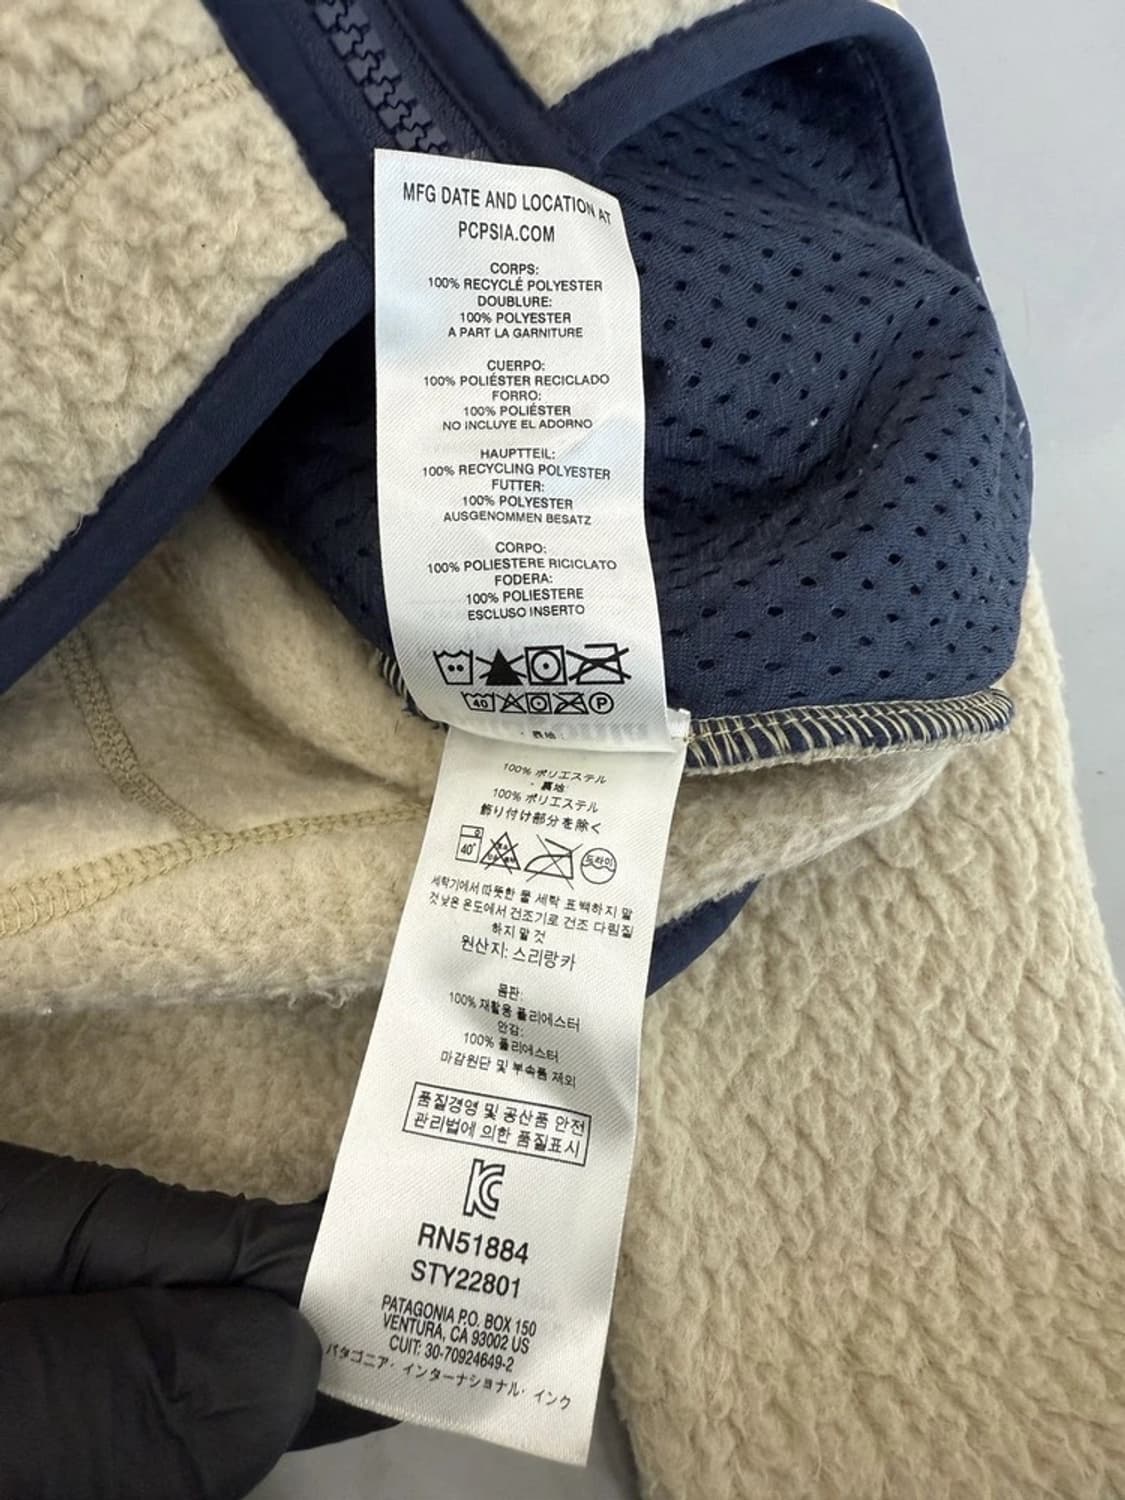 MFG DATE AND LOCATION AT
PCPSIA.COM
CORPS:
100% RECYCLÉ POLYESTER
DOUBLURE:
100% POLYESTER
A PART LA GARNITURE
CUERPO:
100% POLIÉSTER RECICLADO
FORRO:
100% POLIÉSTER
NO INCLUYE EL ADORNO
HAUPTTEIL:
100% RECYCLING POLYESTER
FUTTER:
100% POLYESTER
AUSGENOMMEN BESATZ
CORPO:
100% POLIESTERE RICICLATO
FODERA:
100% POLIESTERE
ESCLUSO INSERTO
40 P
100% ポリエステル
・裏地:
100% ポリエステル
飾り付け部分を除く
40° 드라이
세탁기에서 따뜻한 물 세탁 표백하지 말
것 낮은 온도에서 건조기로 건조 다림질
하지 말 것
원산지: 스리랑카
몸판:
100% 재활용 폴리에스터
안감:
100% 폴리에스터
마감원단 및 부속품 제외
품질경영 및 공산품 안전
관리법에 의한 품질표시
RN51884
STY22801
PATAGONIA P.O. BOX 150
VENTURA, CA 93002 US
CUIT: 30-70924649-2
パタゴニア・インターナショナル・インク